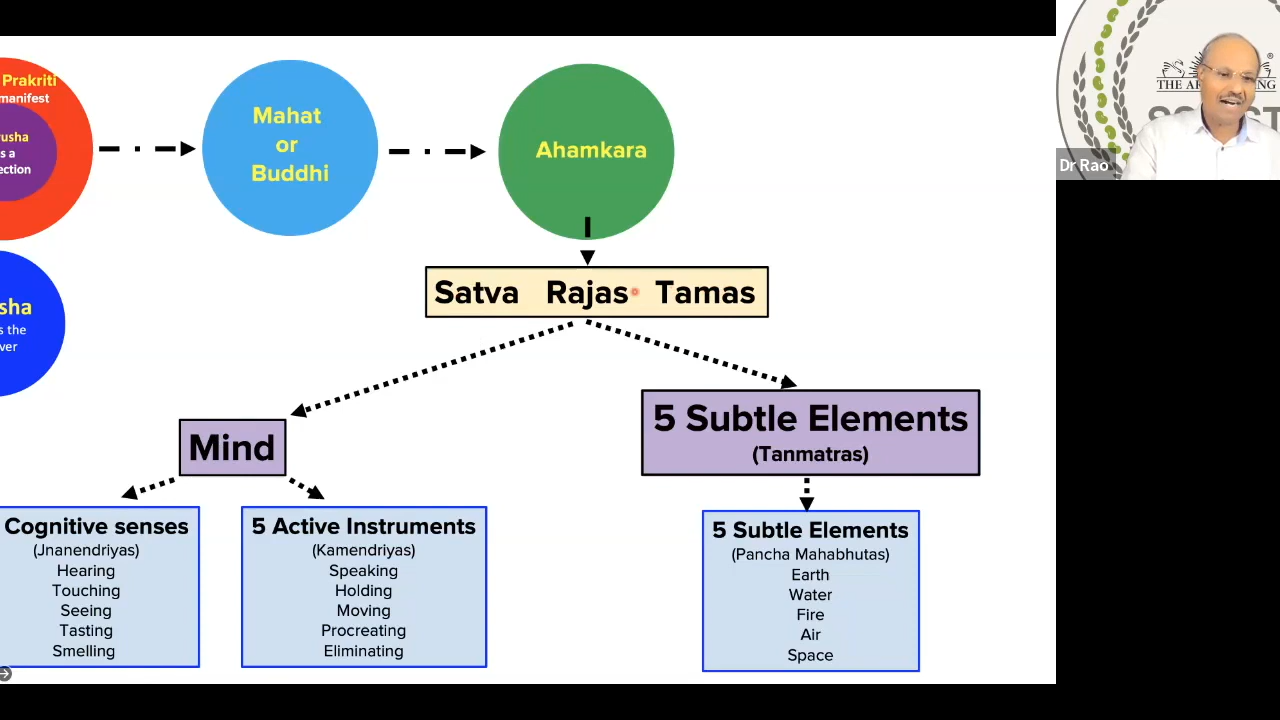 Prakriti
manifest
usha
s a
ection
Mahat
or
Buddhi
Ahamkara
sha
s the
ver
Satva Rajas Tamas
Mind
5 Subtle Elements
(Tanmatras)
Cognitive senses
(Jnanendriyas)
Hearing
Touching
Seeing
Tasting
Smelling
5 Active Instruments
(Kamendriyas)
Speaking
Holding
Moving
Procreating
Eliminating
5 Subtle Elements
(Pancha Mahabhutas)
Earth
Water
Fire
Air
Space
THE AR NG
Dr Rao